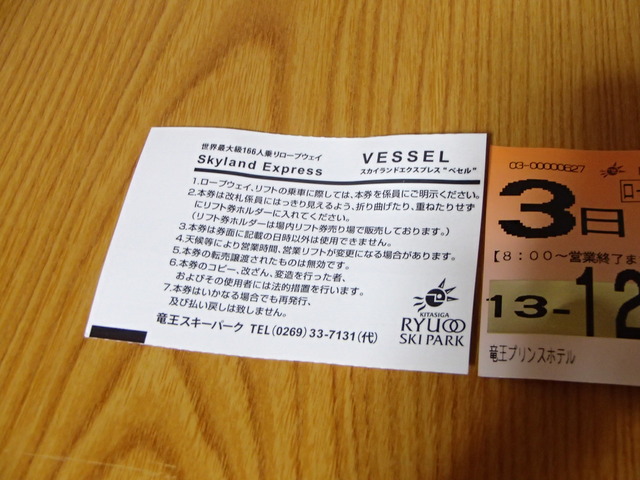 世界最大級166人乗りロープウェイ
Skyland Express VESSEL
スカイランドエクスプレス"ベセル"
1.ロープウェイ、リフトの乗車に際しては、本券を係員にご明示ください。
2.本券は改札係員にはっきり見えるよう、折り曲げたり、重ねたりせず
にリフト券ホルダーに入れてください。
(リフト券ホルダーは場内リフト券売り場で販売しております。)
3.本券は券面に記載の日時以外は使用できません。
4.天候等により営業時間、営業リフトが変更になる場合があります。
5.本券の転売譲渡されたものは無効です。
6.本券のコピー、改ざん、変造を行った者、
およびその使用者には法的措置を行います。
7.本券はいかなる場合でも再発行、
及び払い戻しは致しません。
竜王スキーパーク TEL(0269)33-7131(代)
KITASIGA
RYUOO
SKI PARK
03-00000827
3日
【8:00〜営業終了ま
13-12
竜王プリンスホテル